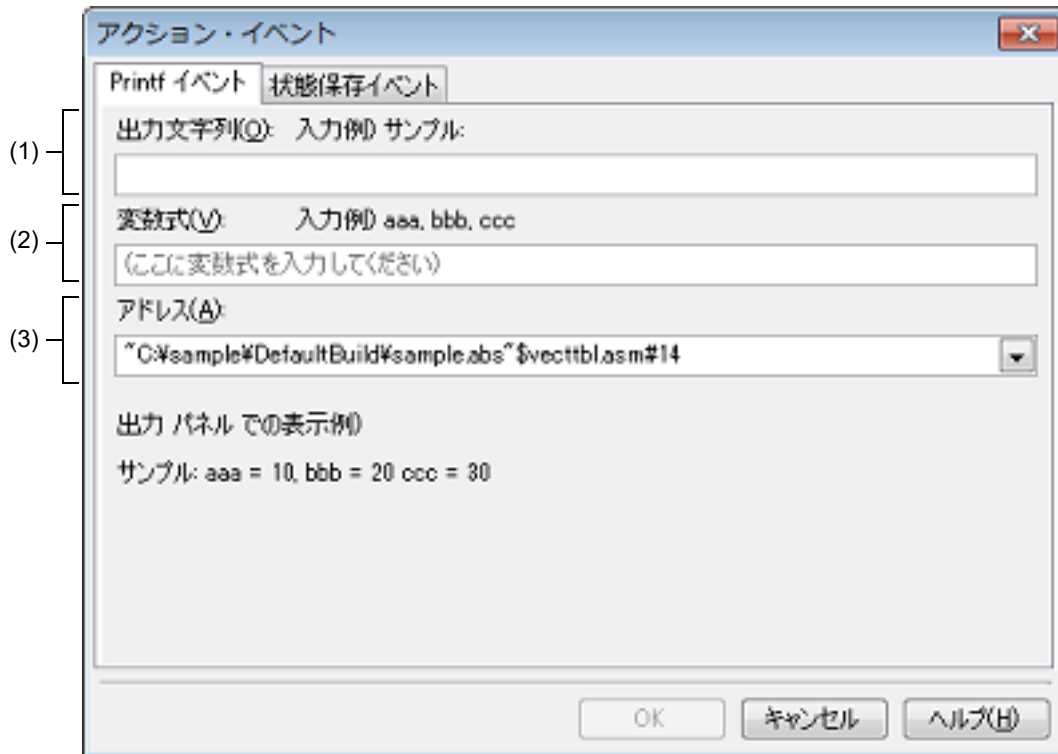 アクション・イベント
Printf イベント 状態保存イベント
(1)
出力文字列(O): 入力例) サンプル:
(2)
変数式(V): 入力例) aaa, bbb, ccc
(ここに変数式を入力してください)
(3)
アドレス(A):
"C:¥sample¥DefaultBuild¥sample.abs"$vecttbl.asm#14
出力 パネル での表示例)
サンプル: aaa = 10, bbb = 20 ccc = 30
OK キャンセル ヘルプ(H)